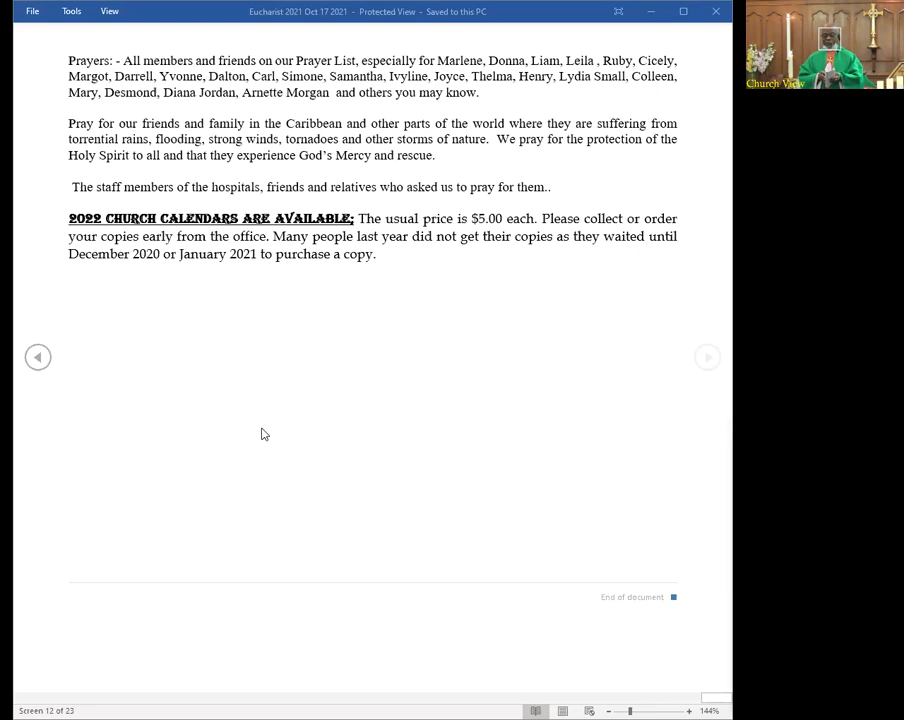 File Tools View Eucharist 2021 Oct 17 2021 - Protected View - Saved to this PC
Prayers: - All members and friends on our Prayer List, especially for Marlene, Donna, Liam, Leila , Ruby, Cicely,
Margot, Darrell, Yvonne, Dalton, Carl, Simone, Samantha, Ivyline, Joyce, Thelma, Henry, Lydia Small, Colleen,
Mary, Desmond, Diana Jordan, Arnette Morgan and others you may know.
Pray for our friends and family in the Caribbean and other parts of the world where they are suffering from
torrential rains, flooding, strong winds, tornadoes and other storms of nature. We pray for the protection of the
Holy Spirit to all and that they experience God's Mercy and rescue.
The staff members of the hospitals, friends and relatives who asked us to pray for them..
2022 CHURCH CALENDARS ARE AVAILABLE; The usual price is $5.00 each. Please collect or order
your copies early from the office. Many people last year did not get their copies as they waited until
December 2020 or January 2021 to purchase a copy.
End of document
Screen 12 of 23
144%
Church View